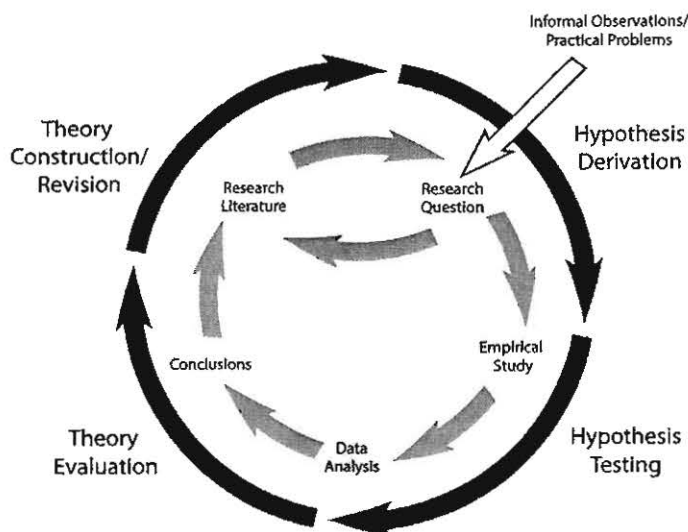 Informal Observations/
Practical Problems
Theory
Construction/
Revision
Hypothesis
Derivation
Research
Literature
Research
Question
Conclusions
Empirical
Study
Theory
Evaluation
Data
Analysis
Hypothesis
Testing